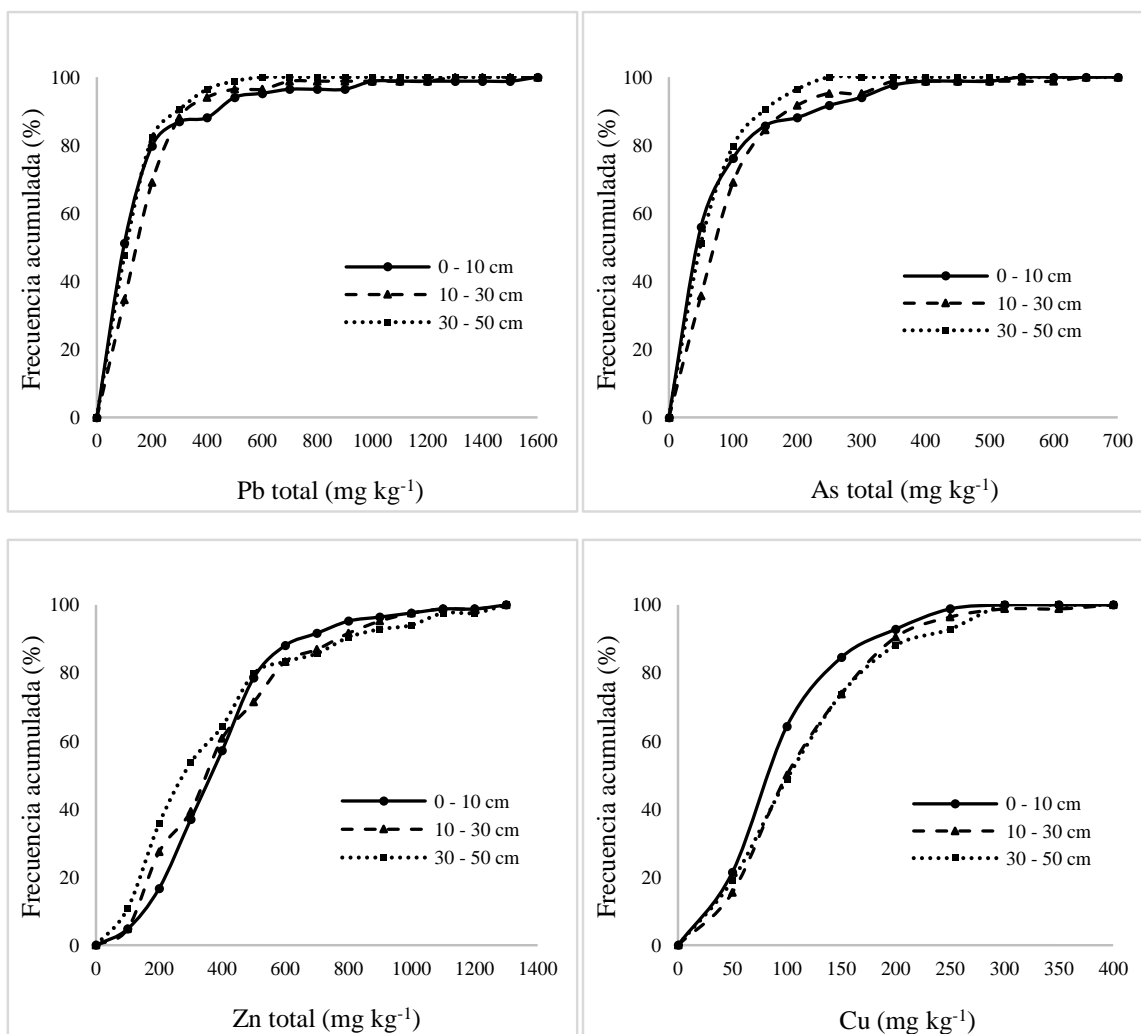 Frecuencia acumulada (%)
100
80
60
40
20
0
0 200 400 600 800 1000 1200 1400 1600
Pb total (mg kg⁻¹)
0 - 10 cm
10 - 30 cm
30 - 50 cm
Frecuencia acumulada (%)
100
80
60
40
20
0
0 100 200 300 400 500 600 700
As total (mg kg⁻¹)
0 - 10 cm
10 - 30 cm
30 - 50 cm
Frecuencia acumulada (%)
100
80
60
40
20
0
0 200 400 600 800 1000 1200 1400
Zn total (mg kg⁻¹)
0 - 10 cm
10 - 30 cm
30 - 50 cm
Frecuencia acumulada (%)
100
80
60
40
20
0
0 50 100 150 200 250 300 350 400
Cu (mg kg⁻¹)
0 - 10 cm
10 - 30 cm
30 - 50 cm